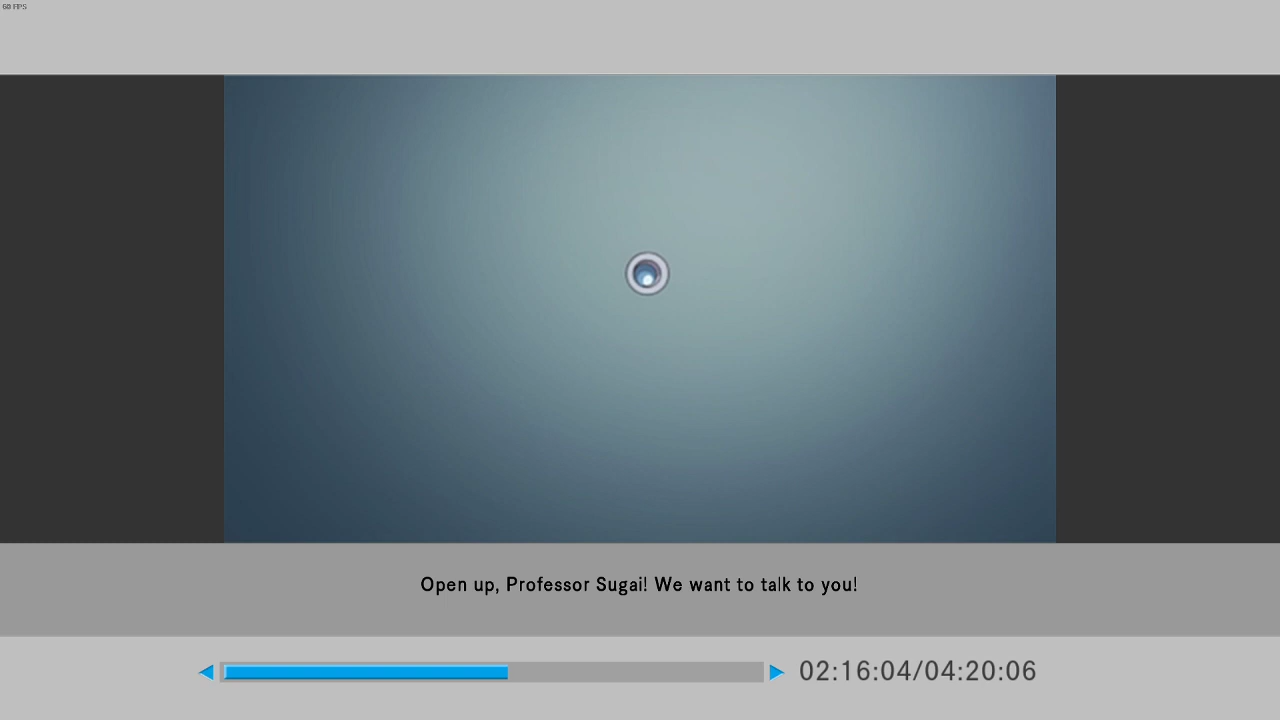 60 FPS
Open up, Professor Sugai! We want to talk to you!
02:16:04/04:20:06